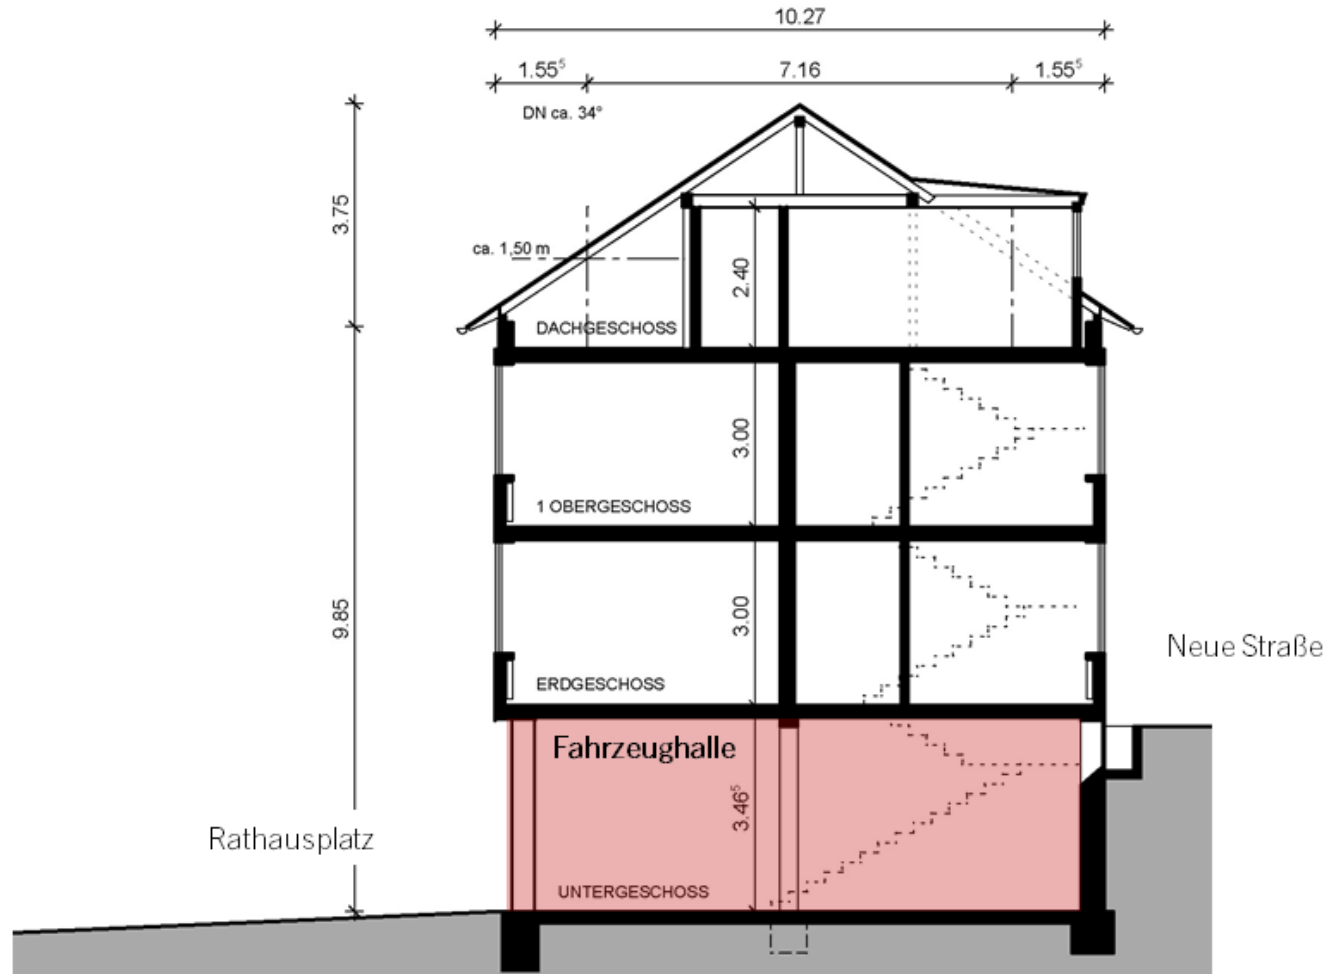 10.27
1.55⁵ 7.16 1.55⁵
DN ca. 34°
3.75
ca. 1,50 m
2.40
DACHGESCHOSS
3.00
1 OBERGESCHOSS
9.85
3.00
Neue Straße
ERDGESCHOSS
Fahrzeughalle
3.46⁵
Rathausplatz
UNTERGESCHOSS